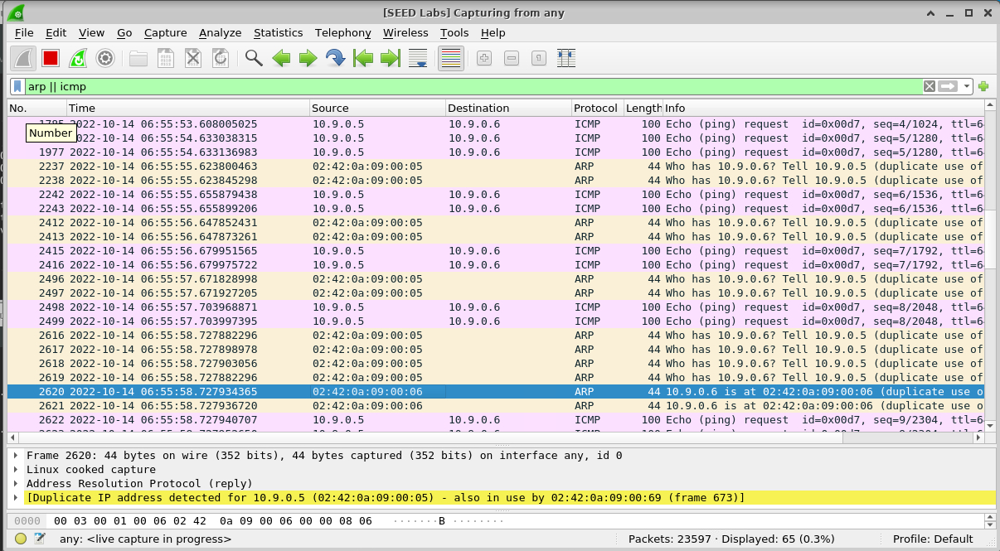 [SEED Labs] Capturing from any
File Edit View Go Capture Analyze Statistics Telephony Wireless Tools Help
arp || icmp
No. Time Source Destination Protocol Length Info
1785 2022-10-14 06:55:53.608005025 10.9.0.5 10.9.0.6 ICMP 100 Echo (ping) request id=0x00d7, seq=4/1024, ttl=6
Number
2022-10-14 06:55:54.633038315 10.9.0.5 10.9.0.6 ICMP 100 Echo (ping) request id=0x00d7, seq=5/1280, ttl=6
1977 2022-10-14 06:55:54.633136983 10.9.0.5 10.9.0.6 ICMP 100 Echo (ping) request id=0x00d7, seq=5/1280, ttl=6
2237 2022-10-14 06:55:55.623800463 02:42:0a:09:00:05 ARP 44 Who has 10.9.0.6? Tell 10.9.0.5 (duplicate use of
2238 2022-10-14 06:55:55.623845298 02:42:0a:09:00:05 ARP 44 Who has 10.9.0.6? Tell 10.9.0.5 (duplicate use of
2242 2022-10-14 06:55:55.655879438 10.9.0.5 10.9.0.6 ICMP 100 Echo (ping) request id=0x00d7, seq=6/1536, ttl=6
2243 2022-10-14 06:55:55.655899206 10.9.0.5 10.9.0.6 ICMP 100 Echo (ping) request id=0x00d7, seq=6/1536, ttl=6
2412 2022-10-14 06:55:56.647852431 02:42:0a:09:00:05 ARP 44 Who has 10.9.0.6? Tell 10.9.0.5 (duplicate use of
2413 2022-10-14 06:55:56.647873261 02:42:0a:09:00:05 ARP 44 Who has 10.9.0.6? Tell 10.9.0.5 (duplicate use of
2415 2022-10-14 06:55:56.679951565 10.9.0.5 10.9.0.6 ICMP 100 Echo (ping) request id=0x00d7, seq=7/1792, ttl=6
2416 2022-10-14 06:55:56.679975722 10.9.0.5 10.9.0.6 ICMP 100 Echo (ping) request id=0x00d7, seq=7/1792, ttl=6
2496 2022-10-14 06:55:57.671828998 02:42:0a:09:00:05 ARP 44 Who has 10.9.0.6? Tell 10.9.0.5 (duplicate use of
2497 2022-10-14 06:55:57.671927205 02:42:0a:09:00:05 ARP 44 Who has 10.9.0.6? Tell 10.9.0.5 (duplicate use of
2498 2022-10-14 06:55:57.703968871 10.9.0.5 10.9.0.6 ICMP 100 Echo (ping) request id=0x00d7, seq=8/2048, ttl=6
2499 2022-10-14 06:55:57.703997395 10.9.0.5 10.9.0.6 ICMP 100 Echo (ping) request id=0x00d7, seq=8/2048, ttl=6
2616 2022-10-14 06:55:58.727882296 02:42:0a:09:00:05 ARP 44 Who has 10.9.0.6? Tell 10.9.0.5 (duplicate use of
2617 2022-10-14 06:55:58.727898978 02:42:0a:09:00:05 ARP 44 Who has 10.9.0.6? Tell 10.9.0.5 (duplicate use of
2618 2022-10-14 06:55:58.727903056 02:42:0a:09:00:05 ARP 44 Who has 10.9.0.6? Tell 10.9.0.5 (duplicate use of
2619 2022-10-14 06:55:58.727882296 02:42:0a:09:00:05 ARP 44 Who has 10.9.0.6? Tell 10.9.0.5 (duplicate use of
2620 2022-10-14 06:55:58.727934365 02:42:0a:09:00:06 ARP 44 10.9.0.6 is at 02:42:0a:09:00:06 (duplicate use o
2621 2022-10-14 06:55:58.727936720 02:42:0a:09:00:06 ARP 44 10.9.0.6 is at 02:42:0a:09:00:06 (duplicate use o
2622 2022-10-14 06:55:58.727940707 10.9.0.5 10.9.0.6 ICMP 100 Echo (ping) request id=0x00d7, seq=9/2304, ttl=6
Frame 2620: 44 bytes on wire (352 bits), 44 bytes captured (352 bits) on interface any, id 0
Linux cooked capture
Address Resolution Protocol (reply)
[Duplicate IP address detected for 10.9.0.5 (02:42:0a:09:00:05) - also in use by 02:42:0a:09:00:69 (frame 673)]
0000 00 03 00 01 00 06 02 42 0a 09 00 06 00 00 08 06 ·······B ········
any: <live capture in progress> Packets: 23597 · Displayed: 65 (0.3%) Profile: Default